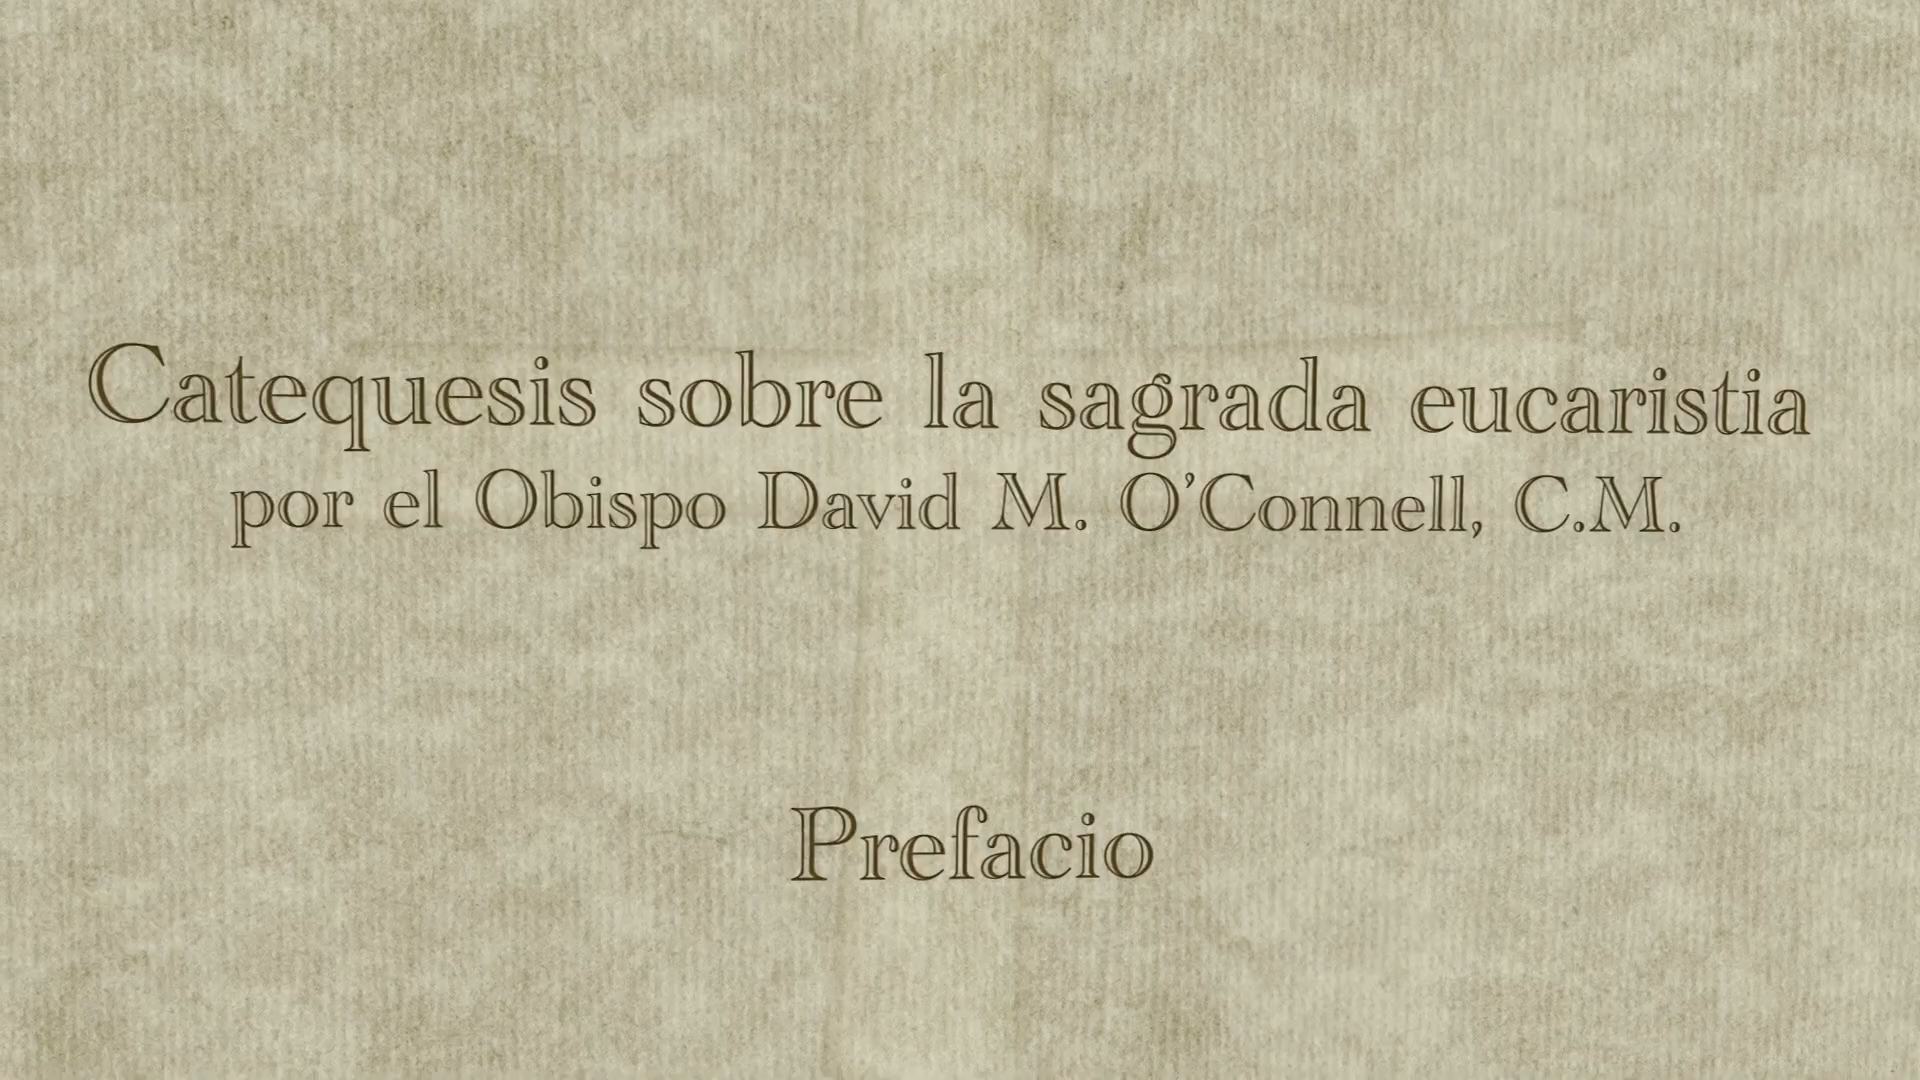 Catequesis sobre la sagrada eucaristia
por el Obispo David M. O’Connell, C.M.
Prefacio